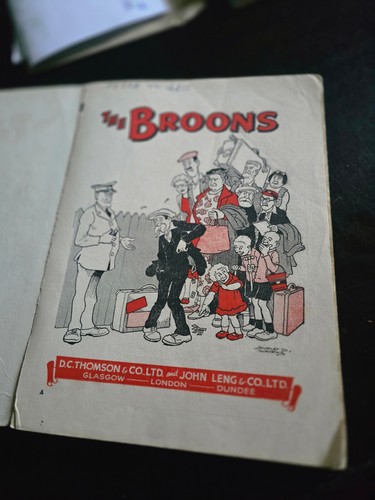 THE BROONS
D.C. THOMSON & CO. LTD. and JOHN LENG & CO. LTD.
GLASGOW — LONDON — DUNDEE